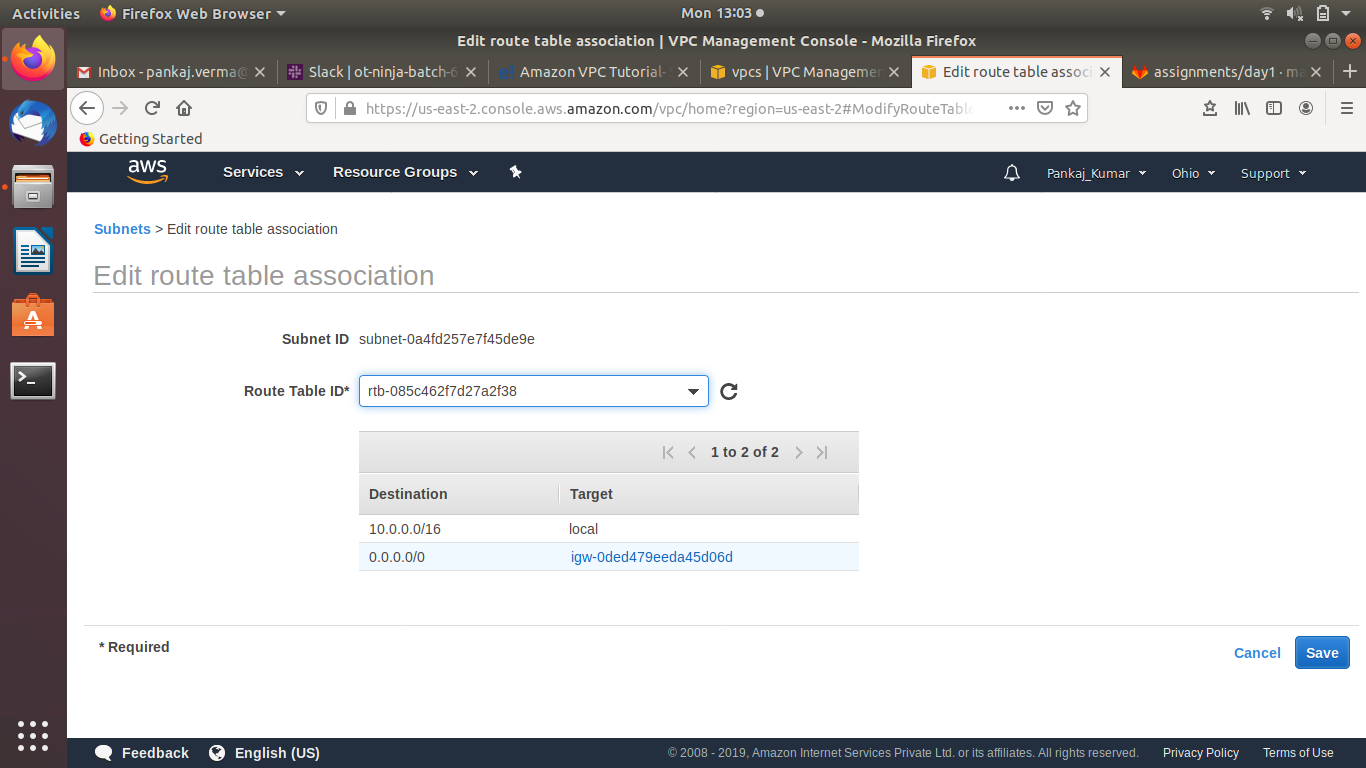 Activities Firefox Web Browser Mon 13:03
Edit route table association | VPC Management Console - Mozilla Firefox
Inbox - pankaj.verma@ Slack | ot-ninja-batch-6 Amazon VPC Tutorial- vpcs | VPC Managemen Edit route table assoc assignments/day1 · ma
https://us-east-2.console.aws.amazon.com/vpc/home?region=us-east-2#ModifyRouteTable
Getting Started
aws Services Resource Groups Pankaj_Kumar Ohio Support
Subnets > Edit route table association
Edit route table association
Subnet ID subnet-0a4fd257e7f45de9e
Route Table ID* rtb-085c462f7d27a2f38
1 to 2 of 2
Destination Target
10.0.0.0/16 local
0.0.0.0/0 igw-0ded479eeda45d06d
* Required
Cancel Save
Feedback English (US) © 2008 - 2019, Amazon Internet Services Private Ltd. or its affiliates. All rights reserved. Privacy Policy Terms of Use